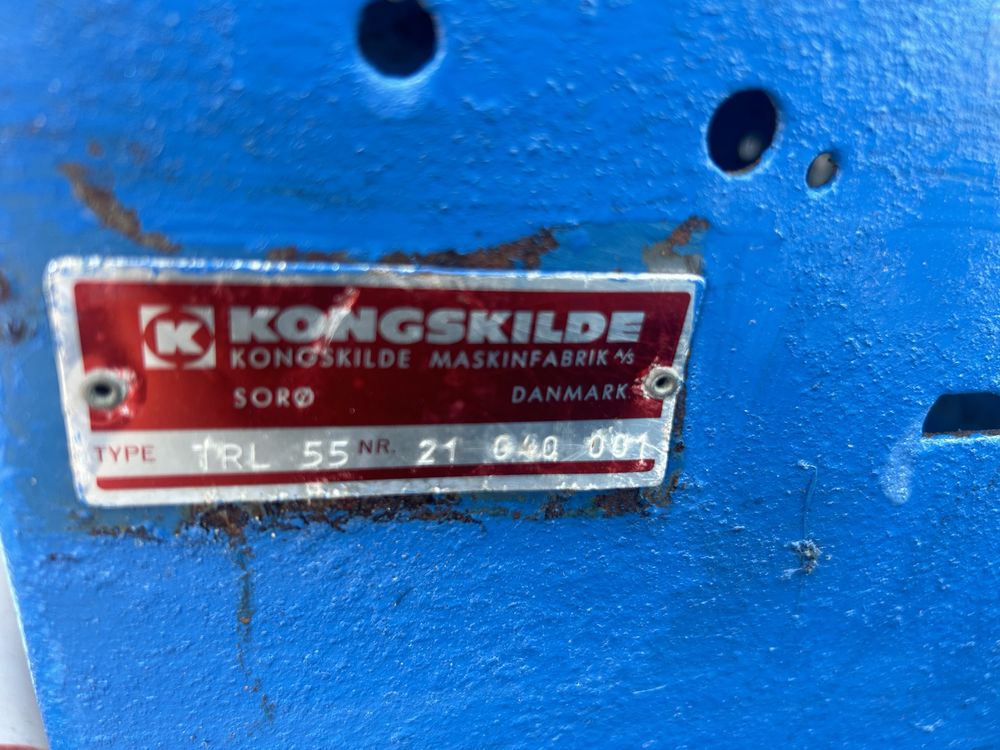 K KONGSKILDE
KONGSKILDE MASKINFABRIK A/S
SORØ DANMARK
TYPE TRL 55 NR. 21 040 001